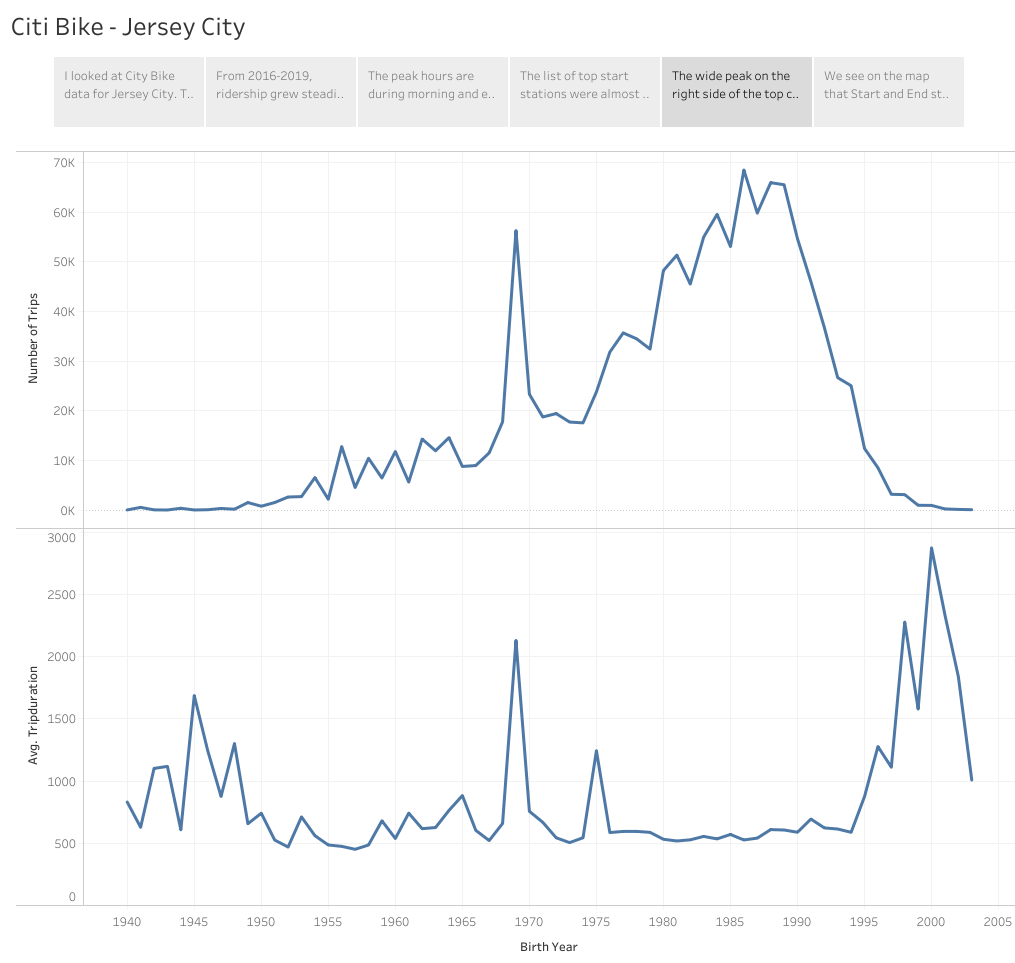 Citi Bike - Jersey City
I looked at City Bike
data for Jersey City. T..
From 2016-2019,
ridership grew steadi..
The peak hours are
during morning and e..
The list of top start
stations were almost ..
The wide peak on the
right side of the top c..
We see on the map
that Start and End st..
70K
60K
50K
40K
30K
20K
10K
0K
Number of Trips
3000
2500
2000
1500
1000
500
0
Avg. Tripduration
1940 1945 1950 1955 1960 1965 1970 1975 1980 1985 1990 1995 2000 2005
Birth Year